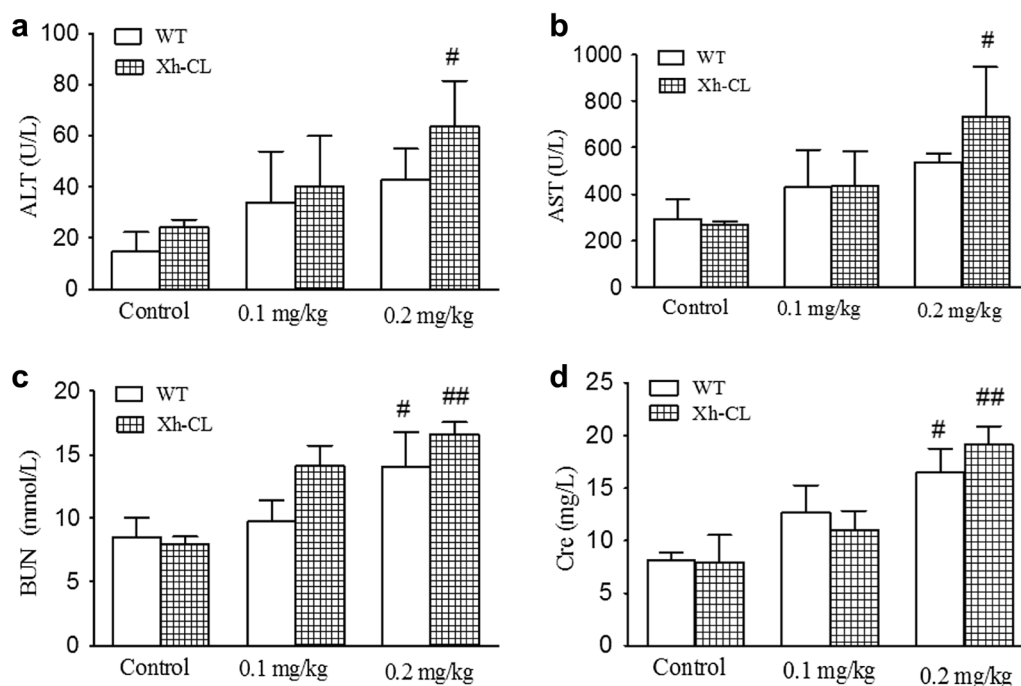 a
WT
Xh-CL
#
ALT (U/L)
100
80
60
40
20
0
Control
0.1 mg/kg
0.2 mg/kg
b
WT
Xh-CL
#
AST (U/L)
1000
800
600
400
200
0
Control
0.1 mg/kg
0.2 mg/kg
c
WT
Xh-CL
#
##
BUN (mmol/L)
20
15
10
5
0
Control
0.1 mg/kg
0.2 mg/kg
d
WT
Xh-CL
#
##
Cre (mg/L)
25
20
15
10
5
0
Control
0.1 mg/kg
0.2 mg/kg